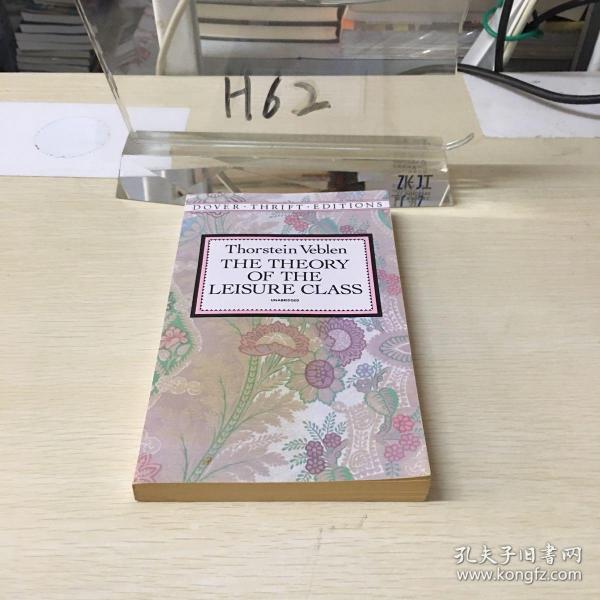 H62
DOVER · THRIFT · EDITIONS
Thorstein Veblen
THE THEORY
OF THE
LEISURE CLASS
UNABRIDGED
孔夫子旧書网
www.kongfz.com